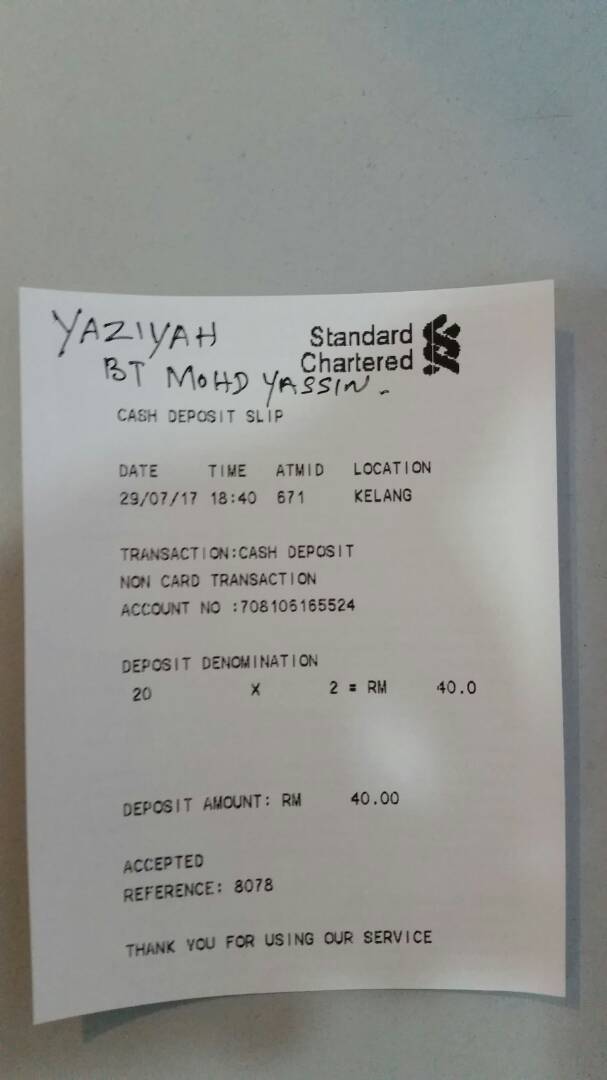 YAZIYAH
BT MOHD YASSIN.
Standard
Chartered
CASH DEPOSIT SLIP
DATE TIME ATMID LOCATION
29/07/17 18:40 671 KELANG
TRANSACTION:CASH DEPOSIT
NON CARD TRANSACTION
ACCOUNT NO :708106165524
DEPOSIT DENOMINATION
20 X 2 = RM 40.0
DEPOSIT AMOUNT: RM 40.00
ACCEPTED
REFERENCE: 8078
THANK YOU FOR USING OUR SERVICE